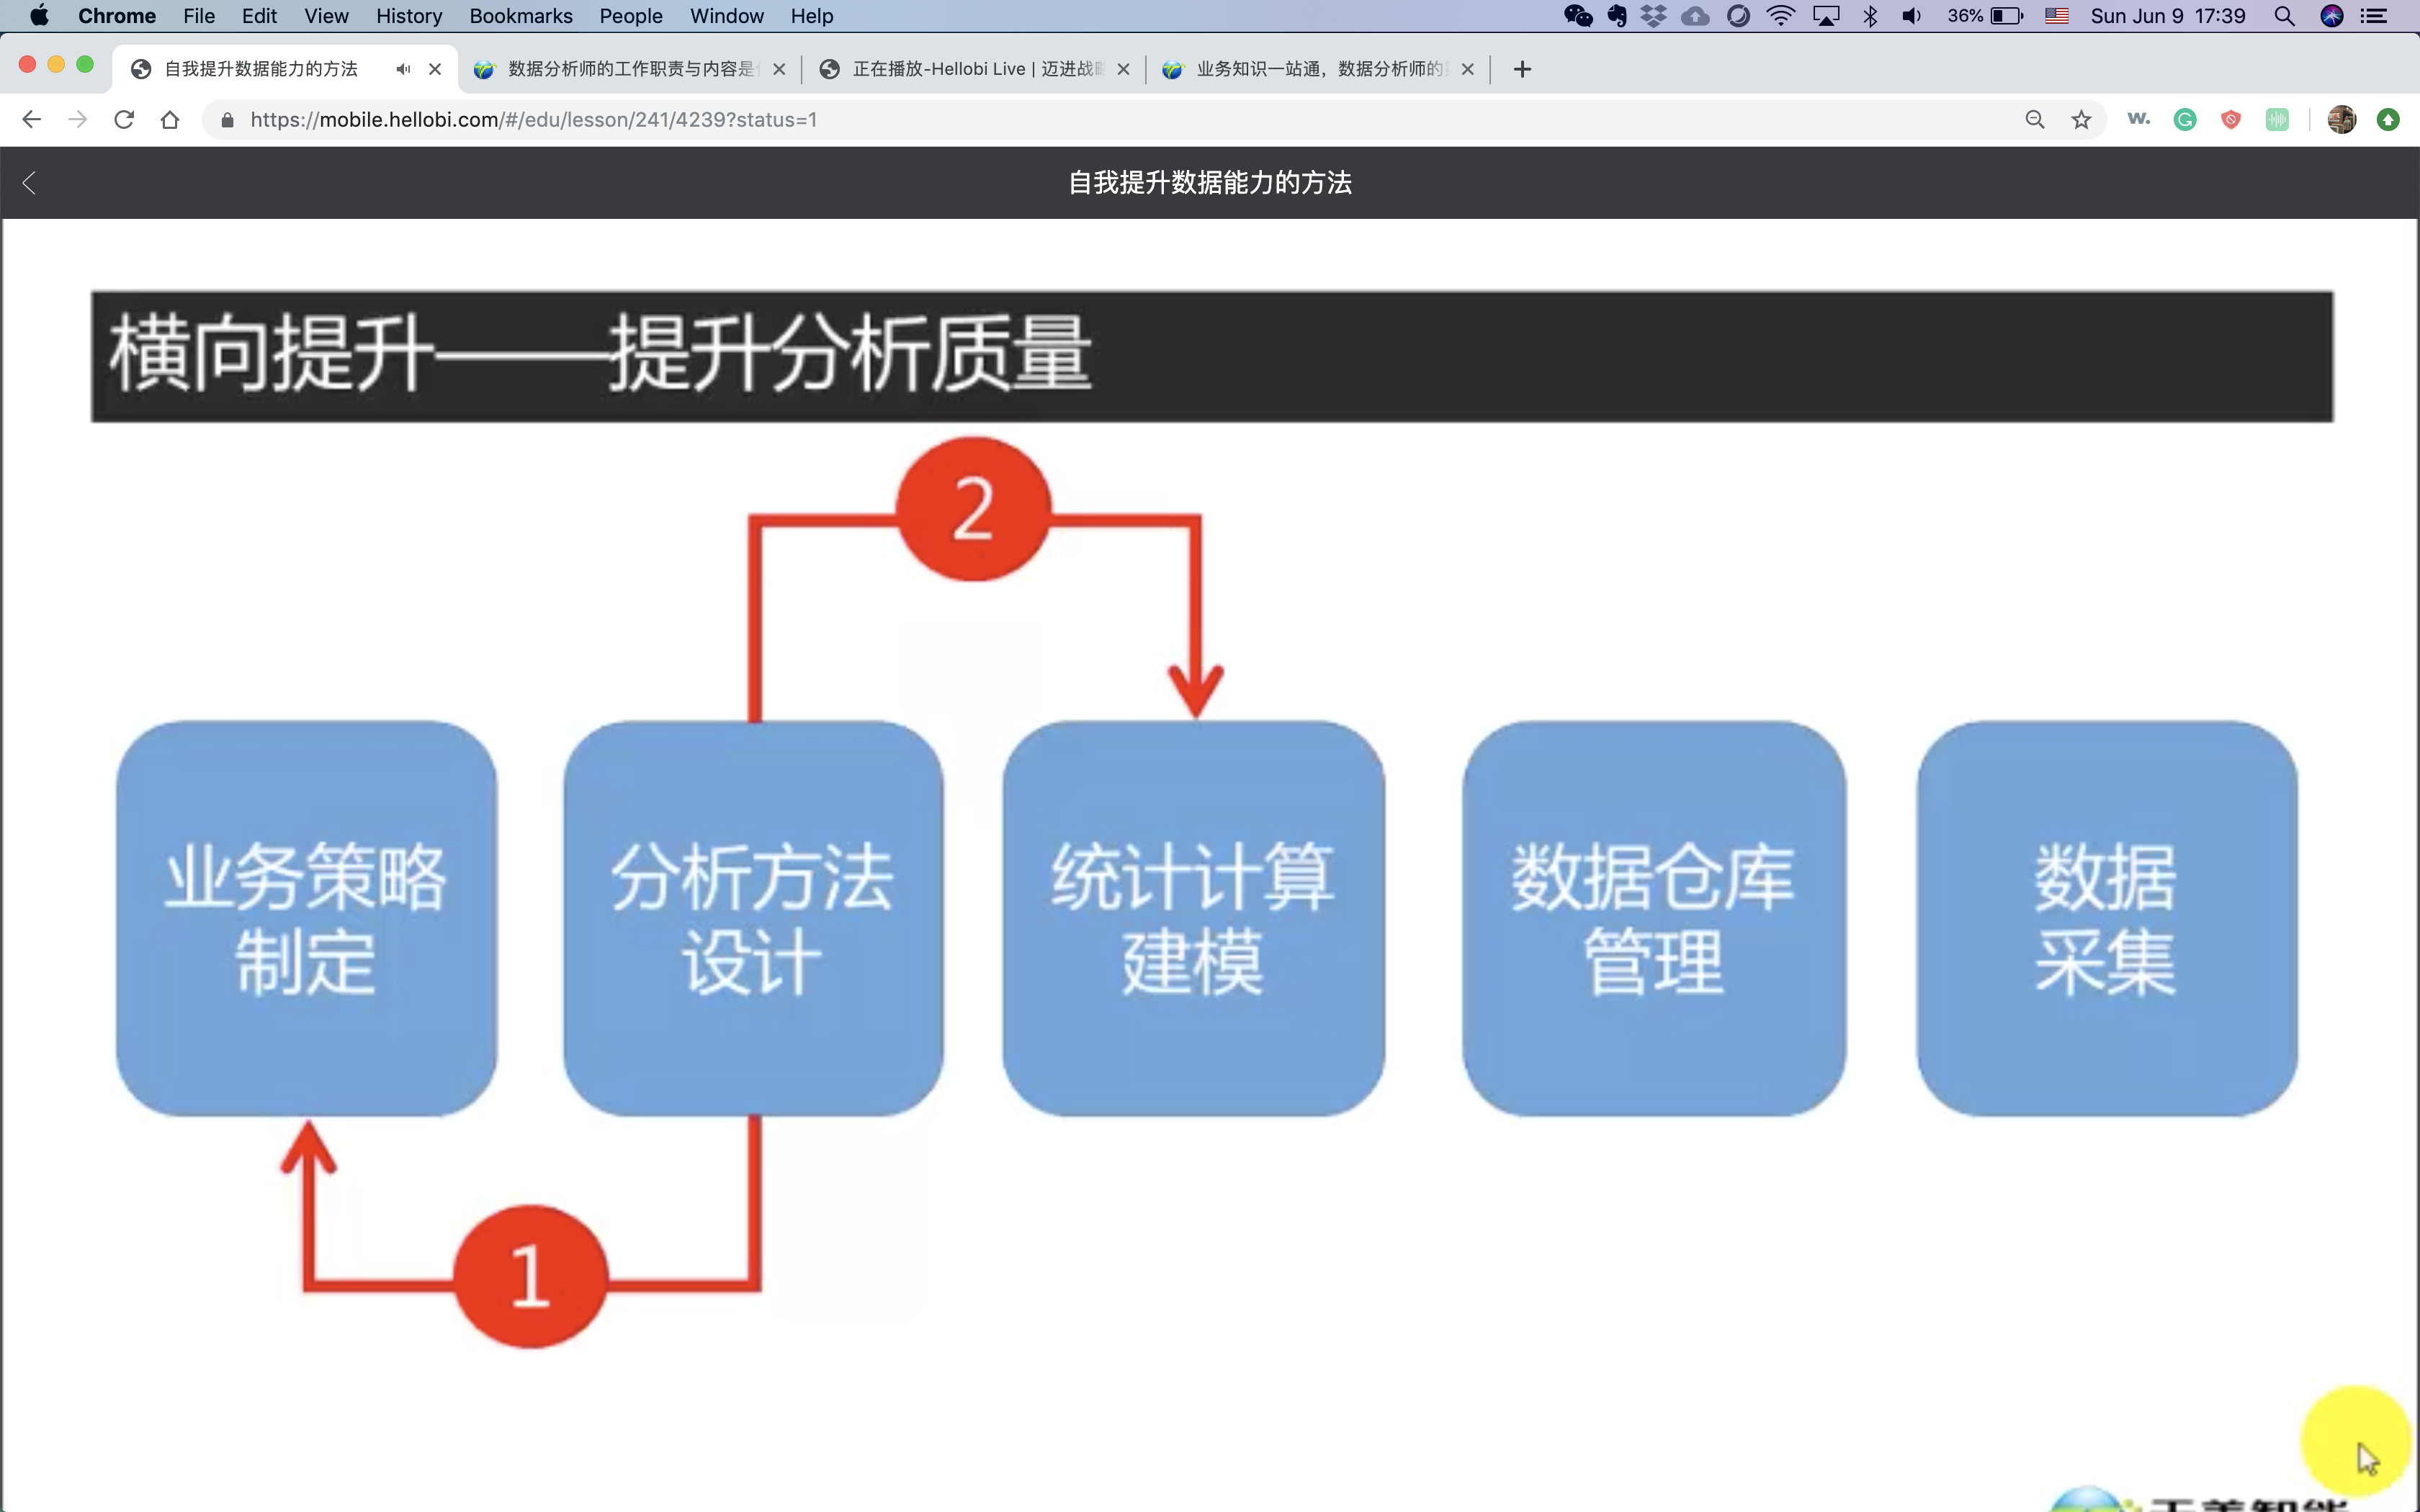 Chrome File Edit View History Bookmarks People Window Help 36% Sun Jun 9 17:39
自我提升数据能力的方法 数据分析师的工作职责与内容是 正在播放-Hellobi Live | 迈进战 业务知识一站通，数据分析师的
https://mobile.hellobi.com/#/edu/lesson/241/4239?status=1
自我提升数据能力的方法
横向提升——提升分析质量
2
业务策略
制定
分析方法
设计
统计计算
建模
数据仓库
管理
数据
采集
1